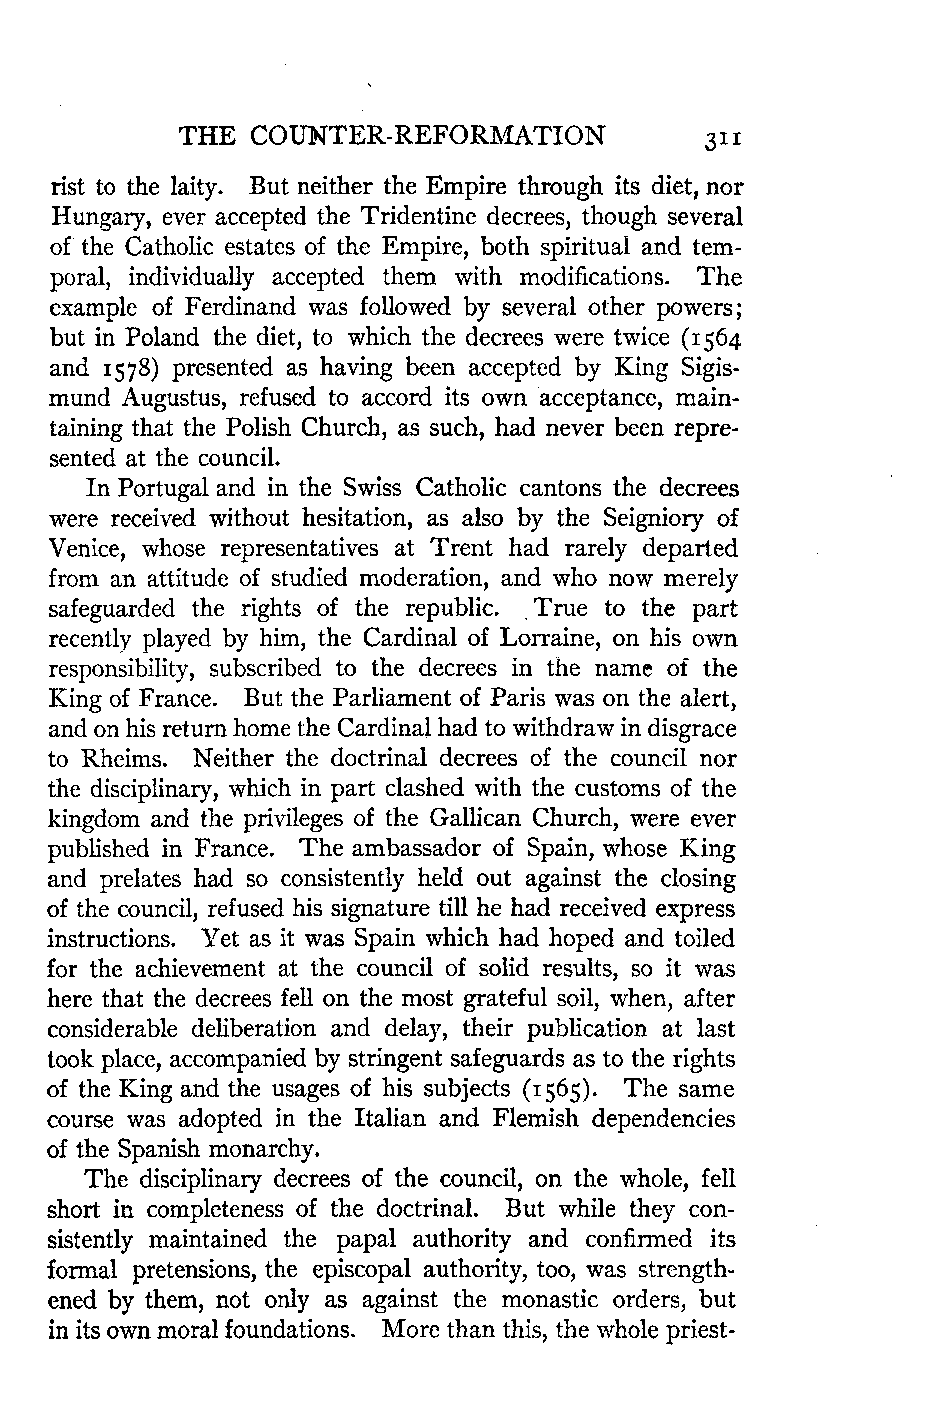 THE COUNTER-REFORMATION 311
rist to the laity. But neither the Empire through its diet, nor
Hungary, ever accepted the Tridentine decrees, though several
of the Catholic estates of the Empire, both spiritual and tem-
poral, individually accepted them with modifications. The
example of Ferdinand was followed by several other powers;
but in Poland the diet, to which the decrees were twice (1564
and 1578) presented as having been accepted by King Sigis-
mund Augustus, refused to accord its own acceptance, main-
taining that the Polish Church, as such, had never been repre-
sented at the council.
In Portugal and in the Swiss Catholic cantons the decrees
were received without hesitation, as also by the Seigniory of
Venice, whose representatives at Trent had rarely departed
from an attitude of studied moderation, and who now merely
safeguarded the rights of the republic. True to the part
recently played by him, the Cardinal of Lorraine, on his own
responsibility, subscribed to the decrees in the name of the
King of France. But the Parliament of Paris was on the alert,
and on his return home the Cardinal had to withdraw in disgrace
to Rheims. Neither the doctrinal decrees of the council nor
the disciplinary, which in part clashed with the customs of the
kingdom and the privileges of the Gallican Church, were ever
published in France. The ambassador of Spain, whose King
and prelates had so consistently held out against the closing
of the council, refused his signature till he had received express
instructions. Yet as it was Spain which had hoped and toiled
for the achievement at the council of solid results, so it was
here that the decrees fell on the most grateful soil, when, after
considerable deliberation and delay, their publication at last
took place, accompanied by stringent safeguards as to the rights
of the King and the usages of his subjects (1565). The same
course was adopted in the Italian and Flemish dependencies
of the Spanish monarchy.
The disciplinary decrees of the council, on the whole, fell
short in completeness of the doctrinal. But while they con-
sistently maintained the papal authority and confirmed its
formal pretensions, the episcopal authority, too, was strength-
ened by them, not only as against the monastic orders, but
in its own moral foundations. More than this, the whole priest-